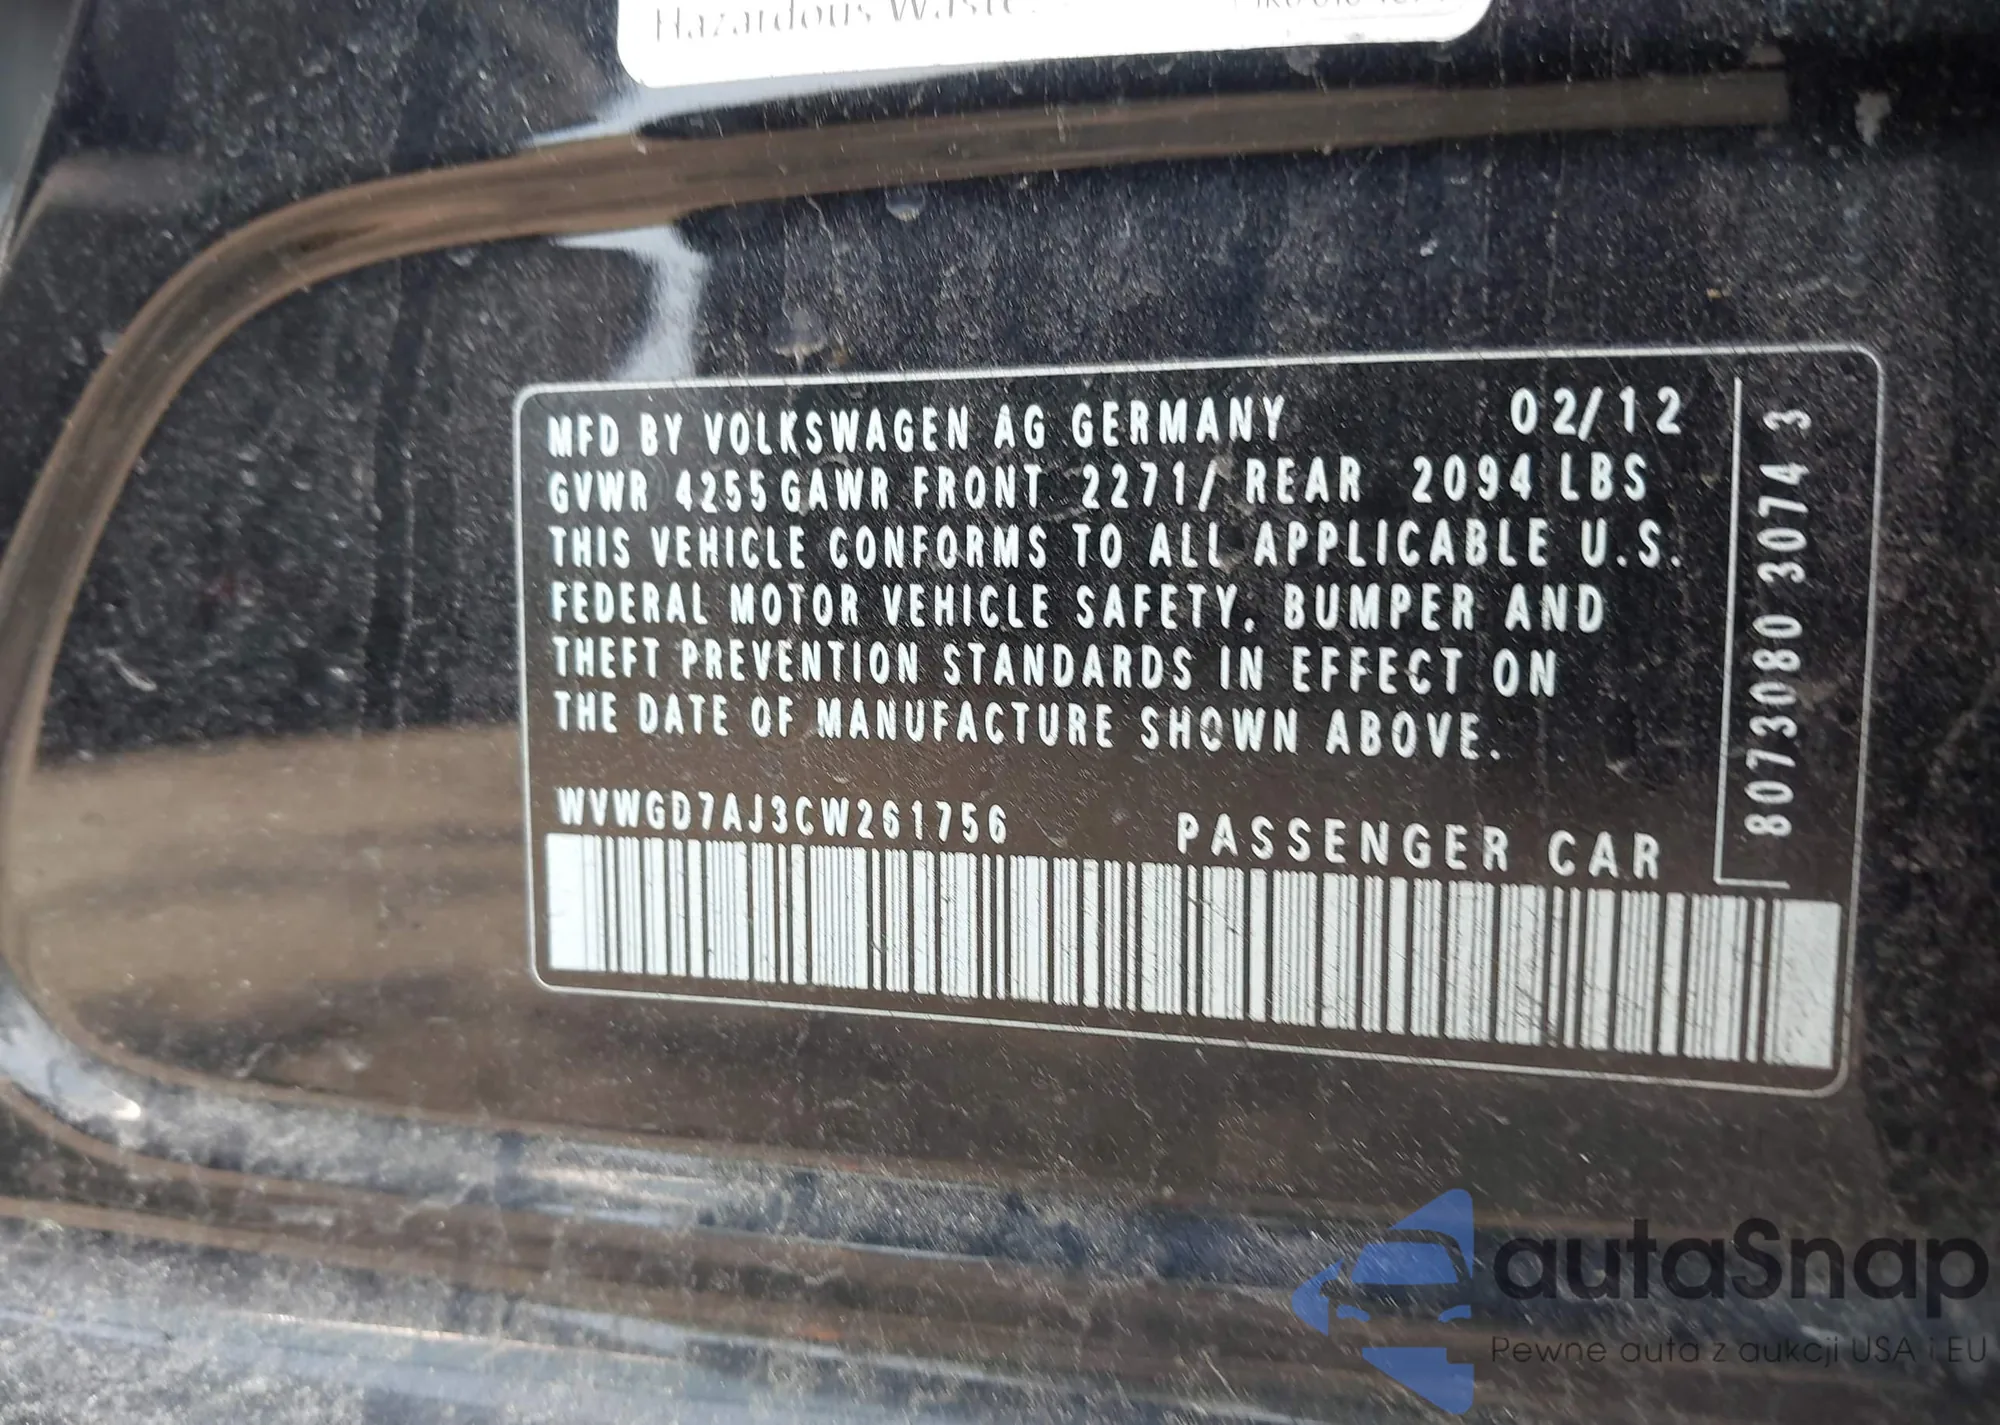 Hazardous Waste.
MFD BY VOLKSWAGEN AG GERMANY 02/12
GVWR 4255 GAWR FRONT 2271/ REAR 2094 LBS
THIS VEHICLE CONFORMS TO ALL APPLICABLE U.S.
FEDERAL MOTOR VEHICLE SAFETY. BUMPER AND
THEFT PREVENTION STANDARDS IN EFFECT ON
THE DATE OF MANUFACTURE SHOWN ABOVE.
WVWGD7AJ3CW261756 PASSENGER CAR
8073080 3074 3
autaSnap
Pewne auta z aukcji USA i EU